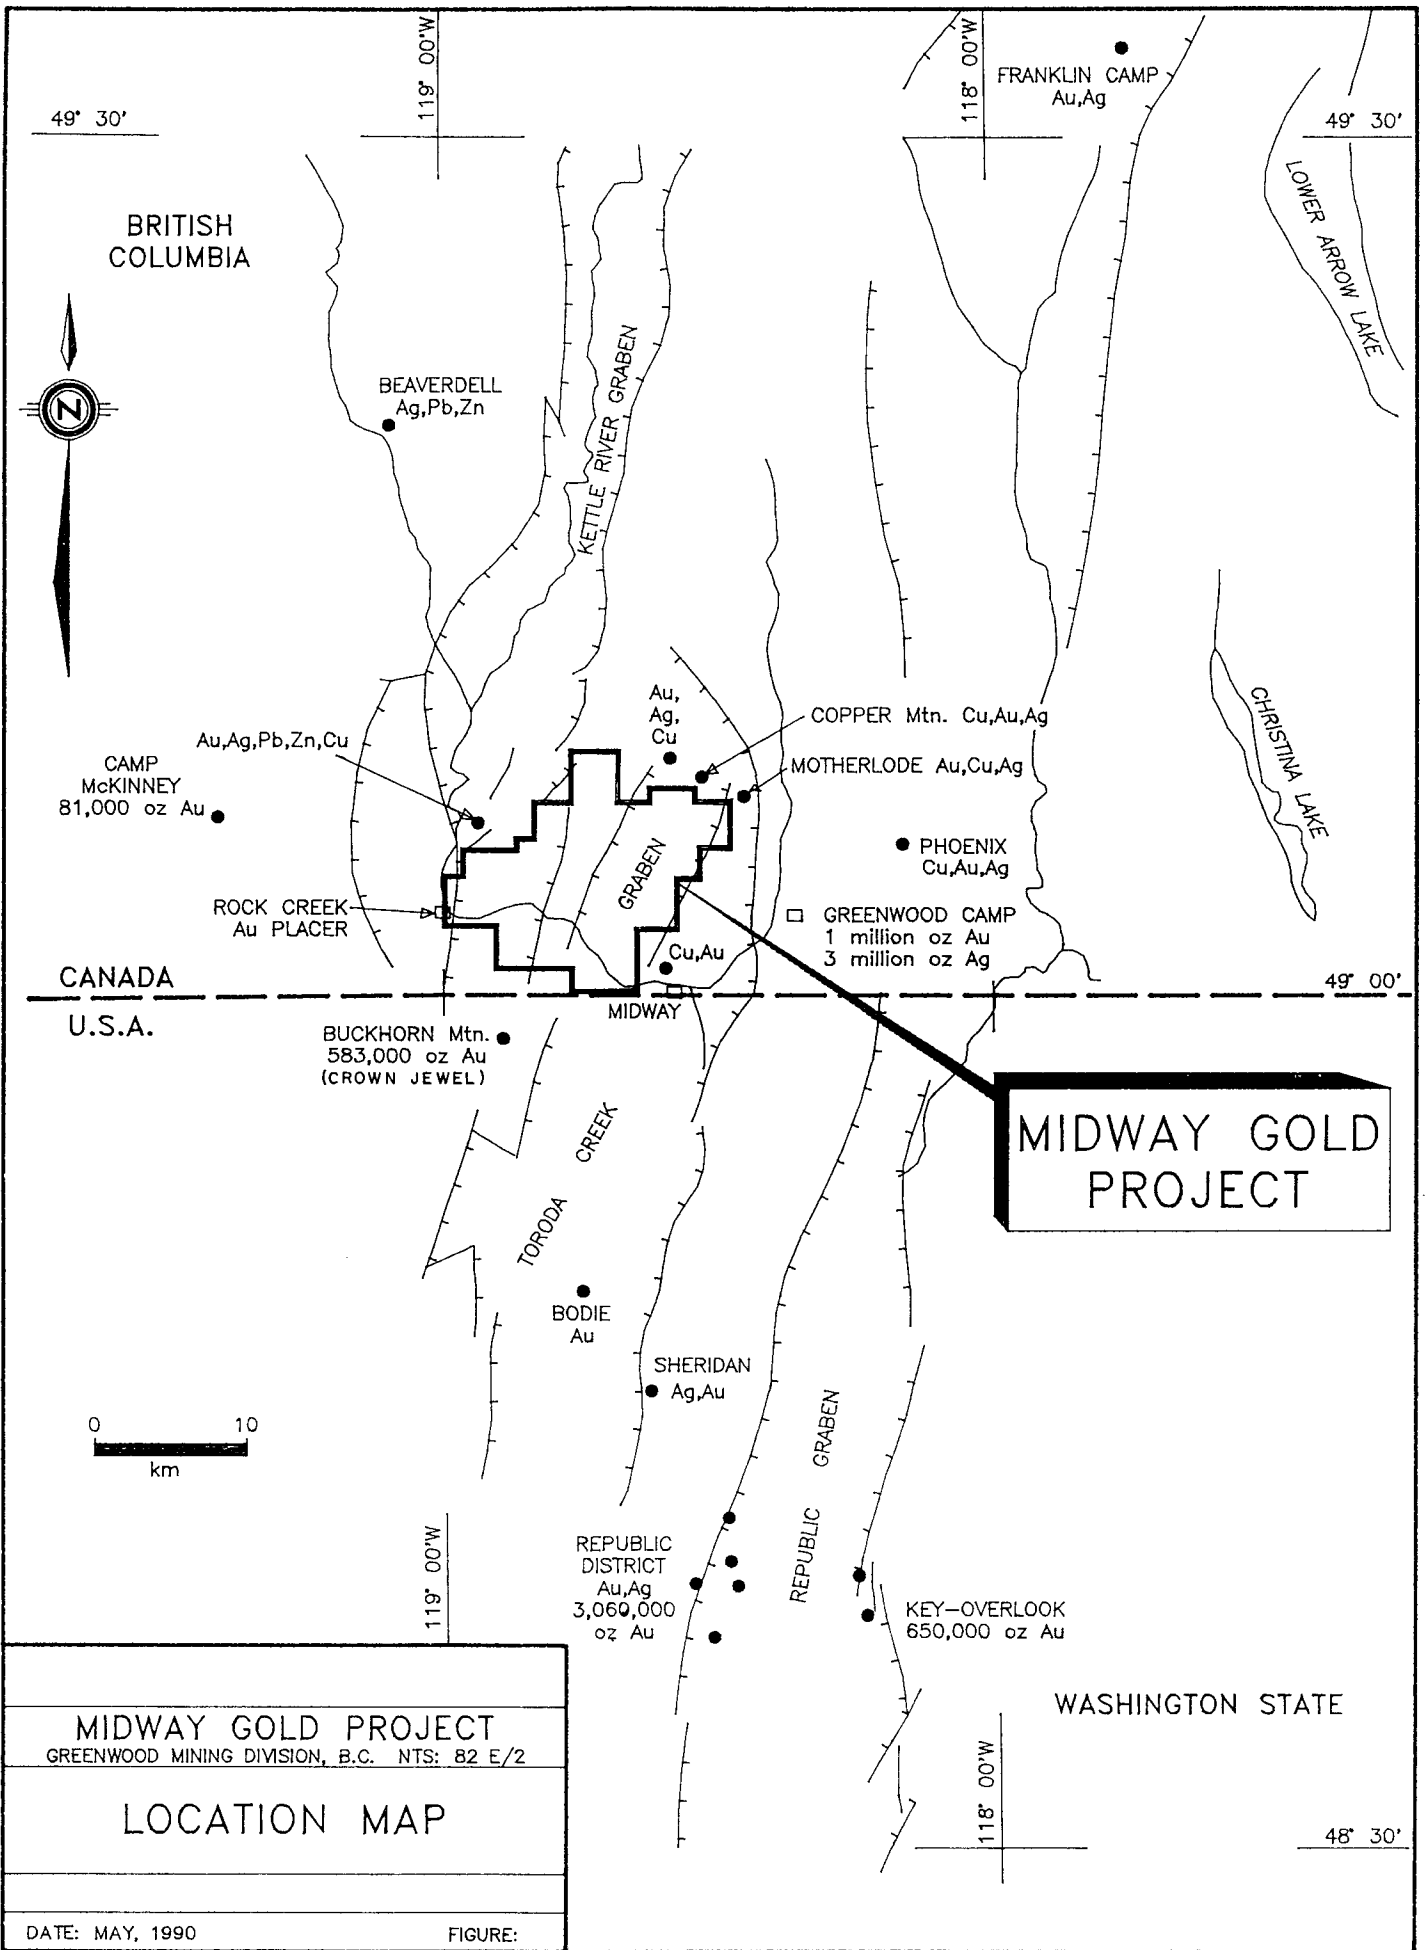 119° 00'W
118° 00'W
FRANKLIN CAMP
Au,Ag
49° 30'
49° 30'
LOWER ARROW LAKE
BRITISH
COLUMBIA
N
KETTLE RIVER GRABEN
BEAVERDELL
Ag,Pb,Zn
CHRISTINA LAKE
Au,
Ag,
Cu
COPPER Mtn. Cu,Au,Ag
Au,Ag,Pb,Zn,Cu
MOTHERLODE Au,Cu,Ag
CAMP
McKINNEY
81,000 oz Au
PHOENIX
Cu,Au,Ag
GRABEN
ROCK CREEK
Au PLACER
GREENWOOD CAMP
1 million oz Au
3 million oz Ag
Cu,Au
CANADA
49° 00'
U.S.A.
MIDWAY
BUCKHORN Mtn.
583,000 oz Au
(CROWN JEWEL)
MIDWAY GOLD
PROJECT
TORODA CREEK
BODIE
Au
SHERIDAN
Ag,Au
0 10
km
REPUBLIC GRABEN
119° 00'W
REPUBLIC
DISTRICT
Au,Ag
3,060,000
oz Au
KEY-OVERLOOK
650,000 oz Au
WASHINGTON STATE
118° 00'W
48° 30'
MIDWAY GOLD PROJECT
GREENWOOD MINING DIVISION, B.C. NTS: 82 E/2
LOCATION MAP
DATE: MAY, 1990 FIGURE: